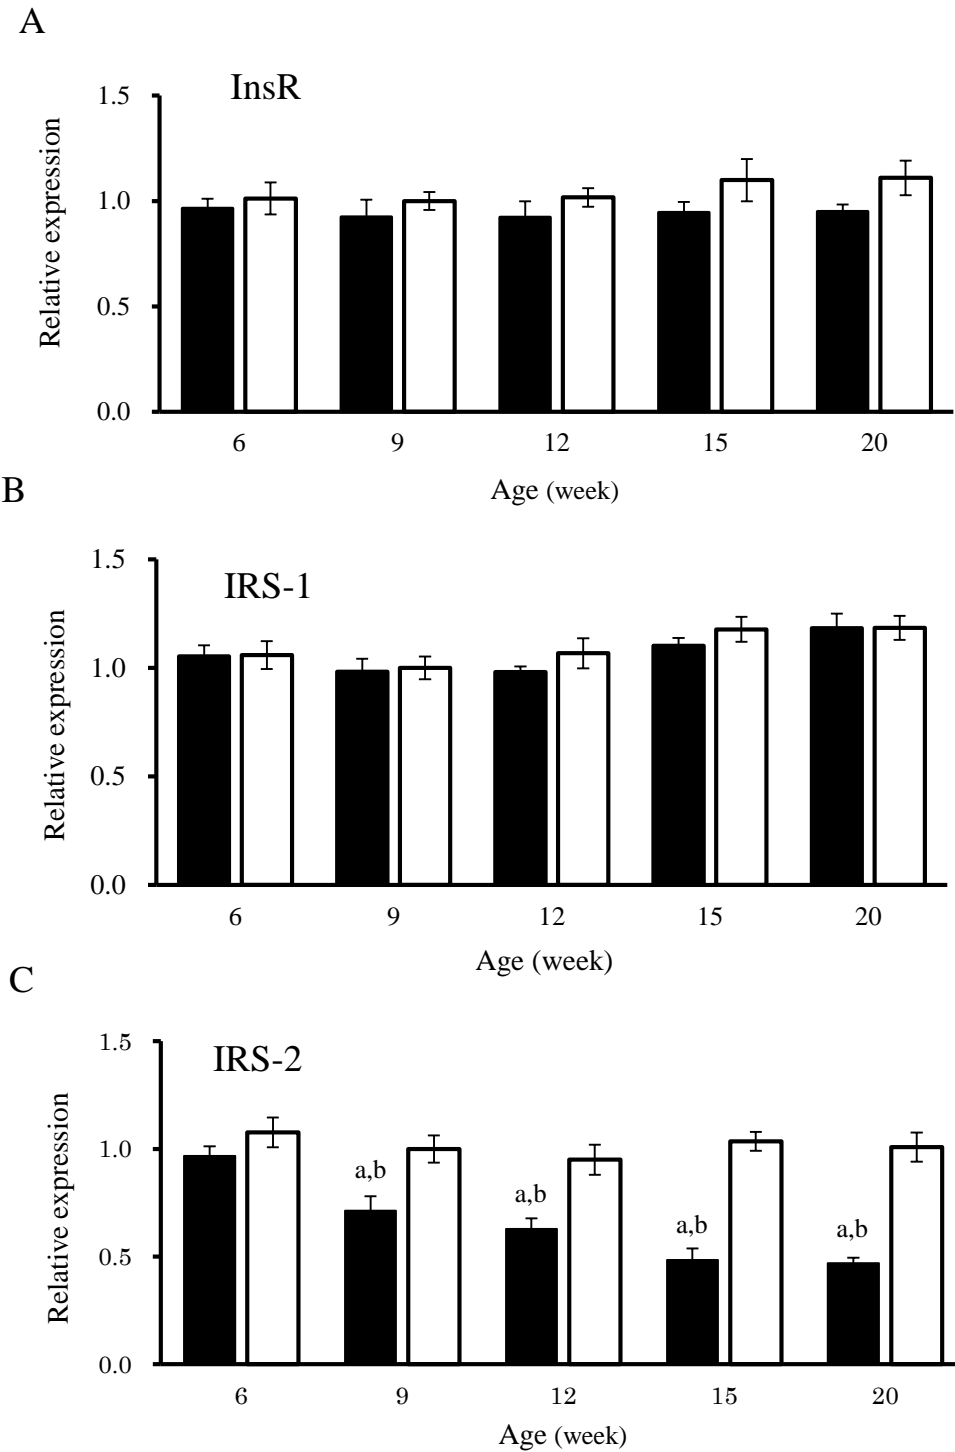 A
InsR
1.5
1.0
0.5
0.0
Relative expression
6 9 12 15 20
Age (week)
B
IRS-1
1.5
1.0
0.5
0.0
Relative expression
6 9 12 15 20
Age (week)
C
IRS-2
1.5
1.0
0.5
0.0
Relative expression
a,b a,b a,b a,b
6 9 12 15 20
Age (week)